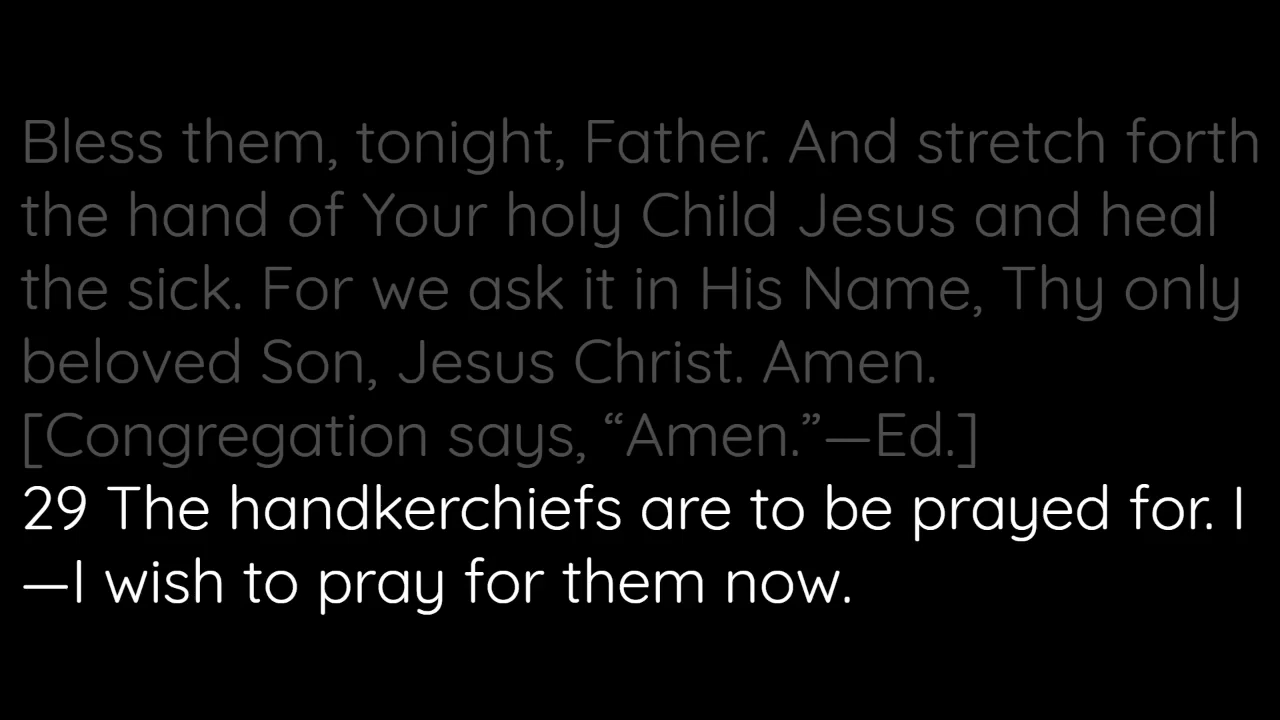 Bless them, tonight, Father. And stretch forth
the hand of Your holy Child Jesus and heal
the sick. For we ask it in His Name, Thy only
beloved Son, Jesus Christ. Amen.
[Congregation says, “Amen.”—Ed.]
29 The handkerchiefs are to be prayed for. I
—I wish to pray for them now.